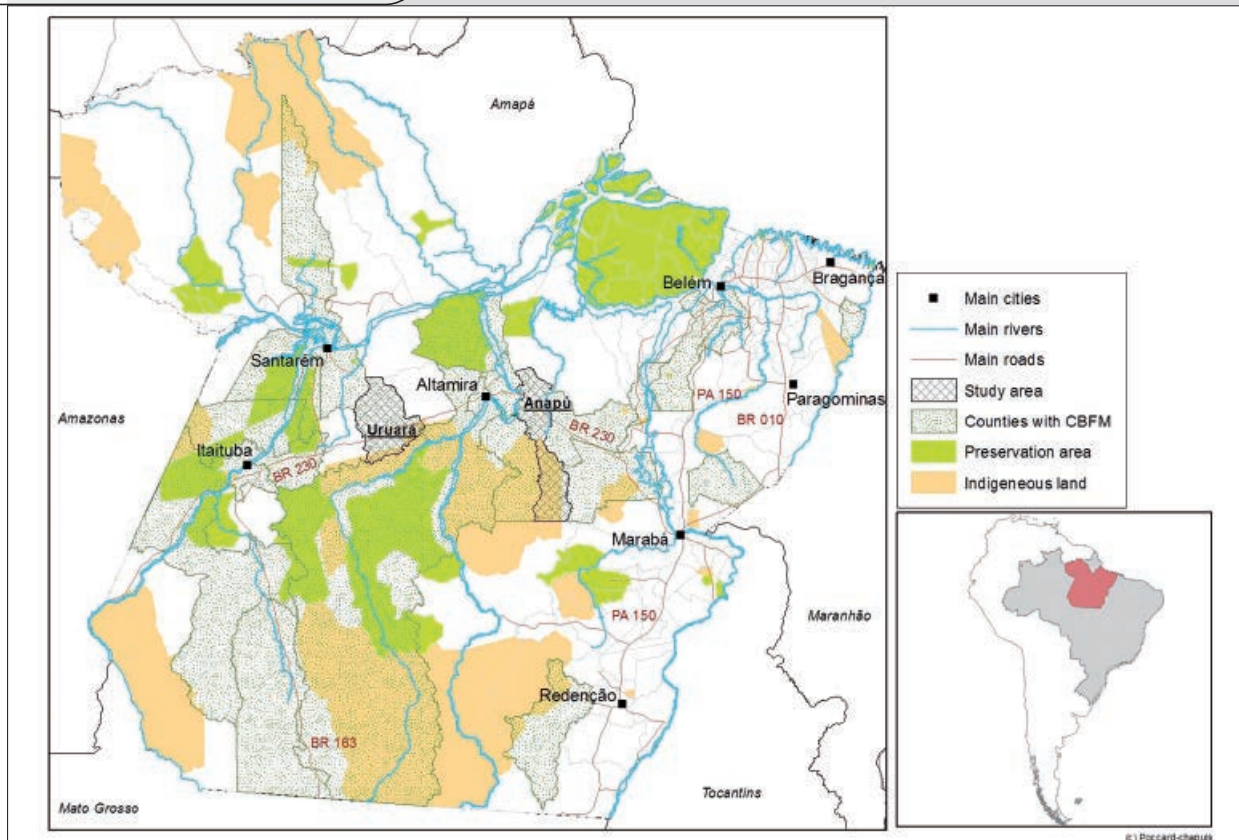 Amapá
Belém
Bragança
Santarém
Altamira
Anapú
PA 150
Paragominas
Amazonas
Uruará
BR 230
BR 010
Itaituba
BR 230
Marabá
PA 150
Maranhão
Redenção
BR 163
Mato Grosso
Tocantins
Main cities
Main rivers
Main roads
Study area
Counties with CBFM
Preservation area
Indigeneous land
(c) Poccard-chapuis